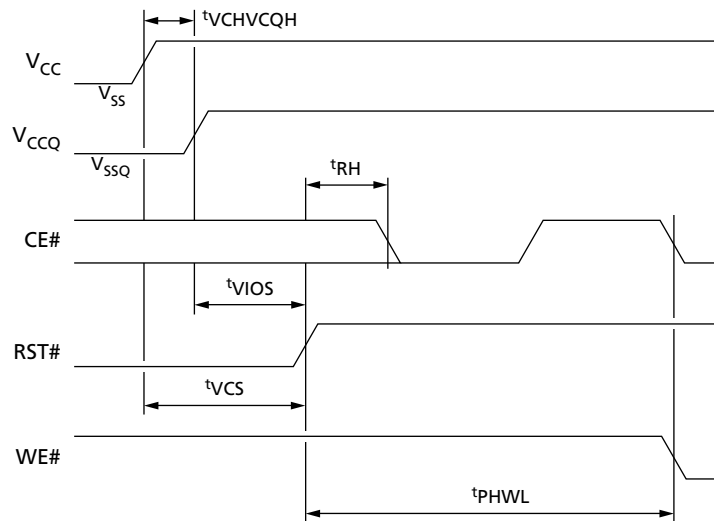 tVCHVCQH
VCC
VSS
VCCQ
VSSQ
tRH
CE#
tVIOS
RST#
tVCS
WE#
tPHWL